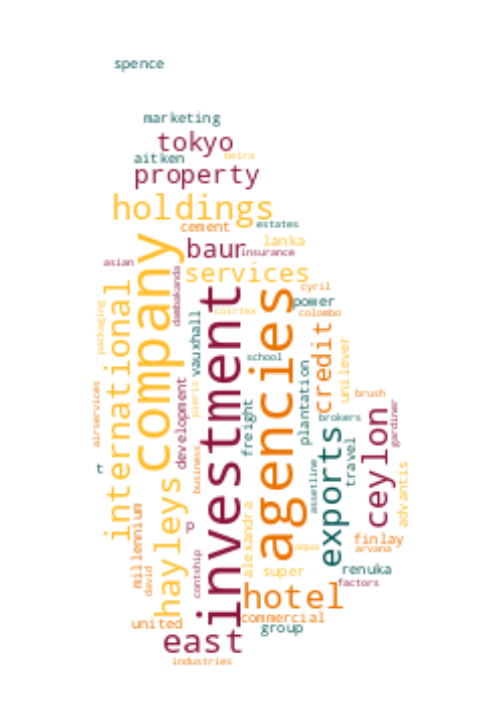 spence
marketing
tokyo
aitken
beira
property
holdings
estates
cement
lanka
baur
insurance
asian
services
company
international
dambakanda
investment
agencies
cyril
power
colombo
packaging
coirtex
vauxhall
credit
unilever
school
pieris
development
plantation
airservices
brush
ceylon
gardiner
freight
brokers
exports
travel
business
assetline
advantis
t
hayleys
millennium
alexandra
p
finlay
arvana
aqua
contship
david
super
renuka
factors
hotel
commercial
united
group
east
industries